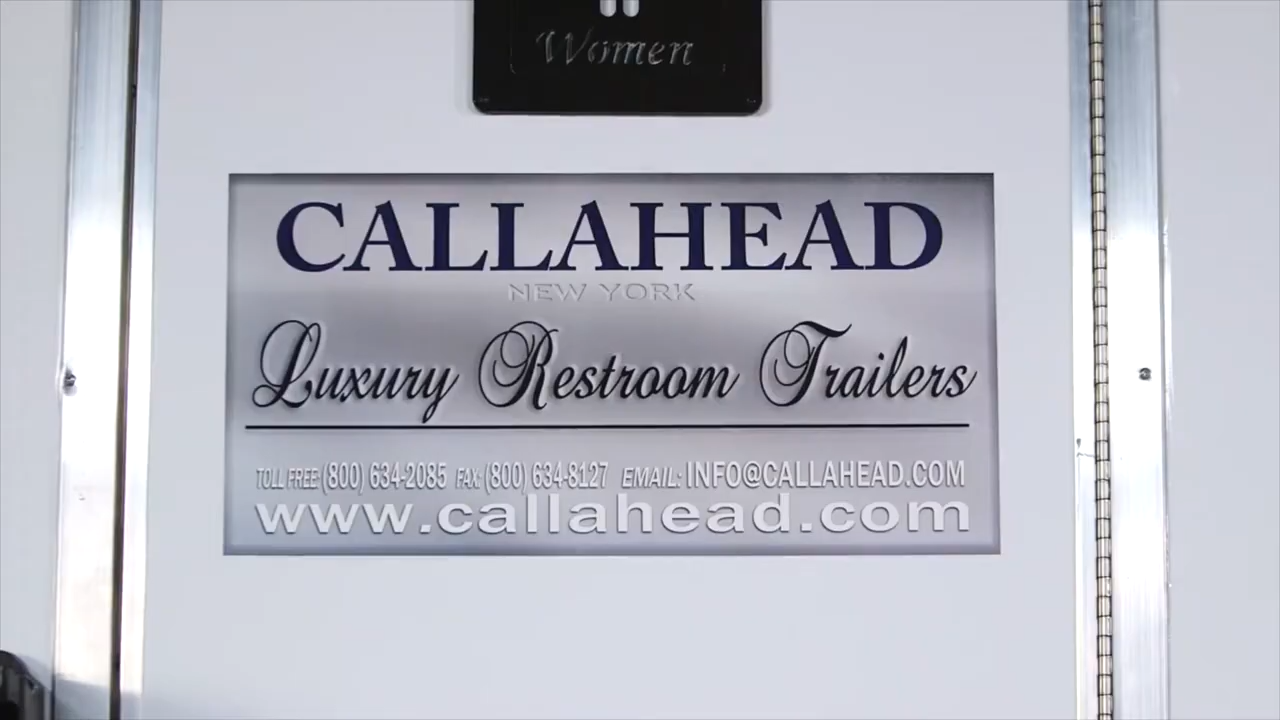 Women
CALLAHEAD
NEW YORK
Luxury Restroom Trailers
TOLL FREE: (800) 634-2085 FAX: (800) 634-8127 EMAIL: INFO@CALLAHEAD.COM
www.callahead.com